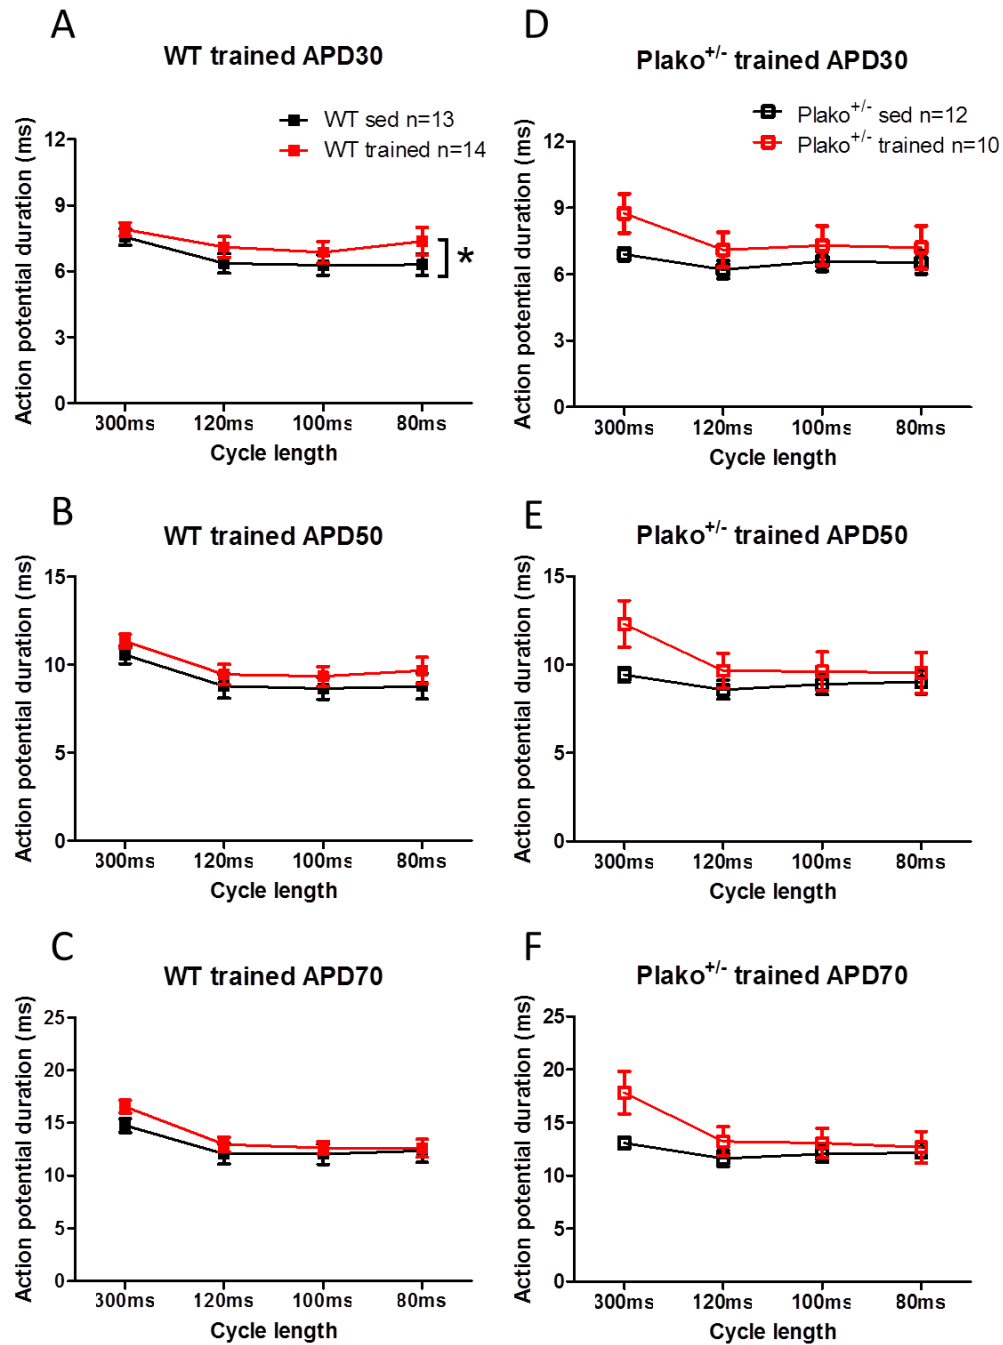 A
WT trained APD30
WT sed n=13
WT trained n=14
Action potential duration (ms)
12
9
6
3
0
*
300ms 120ms 100ms 80ms
Cycle length
D
Plako+/- trained APD30
Plako+/- sed n=12
Plako+/- trained n=10
Action potential duration (ms)
12
9
6
3
0
300ms 120ms 100ms 80ms
Cycle length
B
WT trained APD50
Action potential duration (ms)
15
10
5
0
300ms 120ms 100ms 80ms
Cycle length
E
Plako+/- trained APD50
Action potential duration (ms)
15
10
5
0
300ms 120ms 100ms 80ms
Cycle length
C
WT trained APD70
Action potential duration (ms)
25
20
15
10
5
0
300ms 120ms 100ms 80ms
Cycle length
F
Plako+/- trained APD70
Action potential duration (ms)
25
20
15
10
5
0
300ms 120ms 100ms 80ms
Cycle length